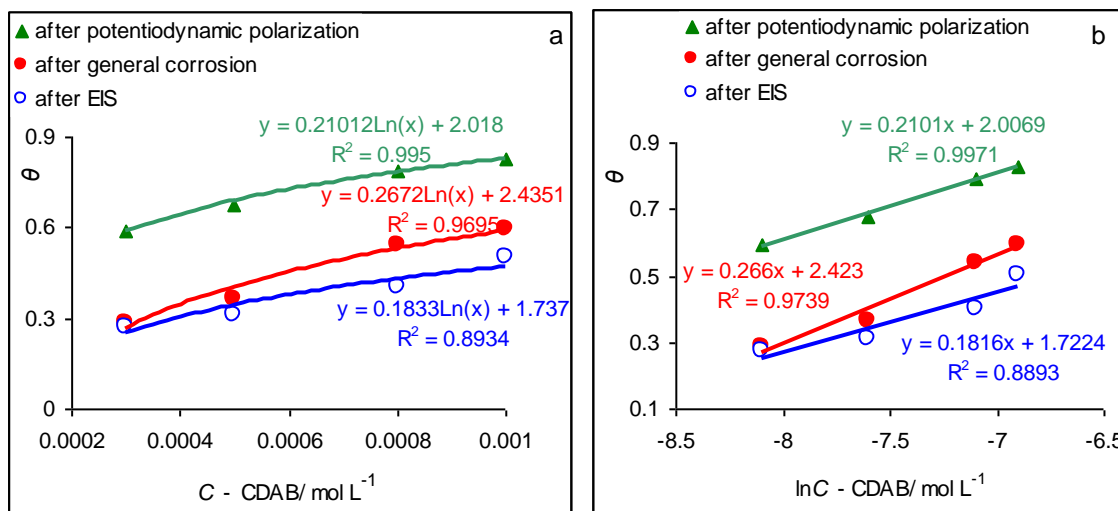 a
after potentiodynamic polarization
after general corrosion
after EIS
y = 0.21012Ln(x) + 2.018
R² = 0.995
y = 0.2672Ln(x) + 2.4351
R² = 0.9695
y = 0.1833Ln(x) + 1.737
R² = 0.8934
θ
0.9
0.6
0.3
0
0.0002 0.0004 0.0006 0.0008 0.001
C - CDAB/ mol L⁻¹
b
after potentiodynamic polarization
after general corrosion
after EIS
y = 0.2101x + 2.0069
R² = 0.9971
y = 0.266x + 2.423
R² = 0.9739
y = 0.1816x + 1.7224
R² = 0.8893
θ
0.9
0.7
0.5
0.3
0.1
-8.5 -8 -7.5 -7 -6.5
lnC - CDAB/ mol L⁻¹